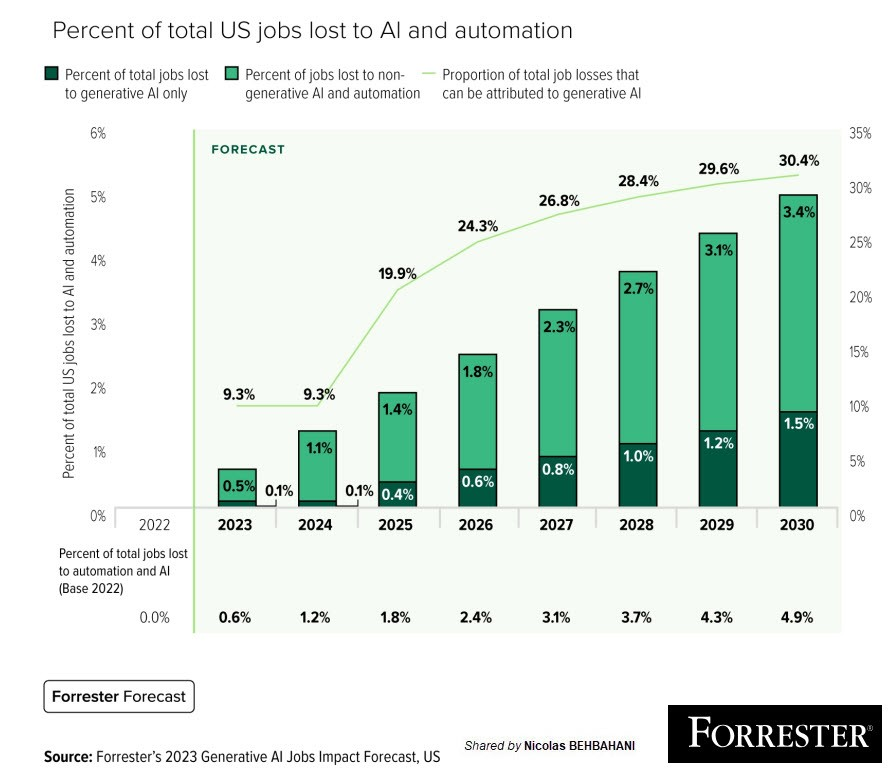 Percent of total US jobs lost to AI and automation
Percent of total jobs lost
to generative AI only
Percent of jobs lost to non-
generative AI and automation
Proportion of total job losses that
can be attributed to generative AI
Percent of total US jobs lost to AI and automation
6%
5%
4%
3%
2%
1%
0%
FORECAST
9.3%
9.3%
19.9%
24.3%
26.8%
28.4%
29.6%
30.4%
0.5%
1.1%
1.4%
1.8%
2.3%
2.7%
3.1%
3.4%
0.1%
0.1%
0.4%
0.6%
0.8%
1.0%
1.2%
1.5%
35%
30%
25%
20%
15%
10%
5%
0%
2022 2023 2024 2025 2026 2027 2028 2029 2030
Percent of total jobs lost
to automation and AI
(Base 2022)
0.0% 0.6% 1.2% 1.8% 2.4% 3.1% 3.7% 4.3% 4.9%
Forrester Forecast
Source: Forrester's 2023 Generative AI Jobs Impact Forecast, US
Shared by Nicolas BEHBAHANI
FORRESTER®